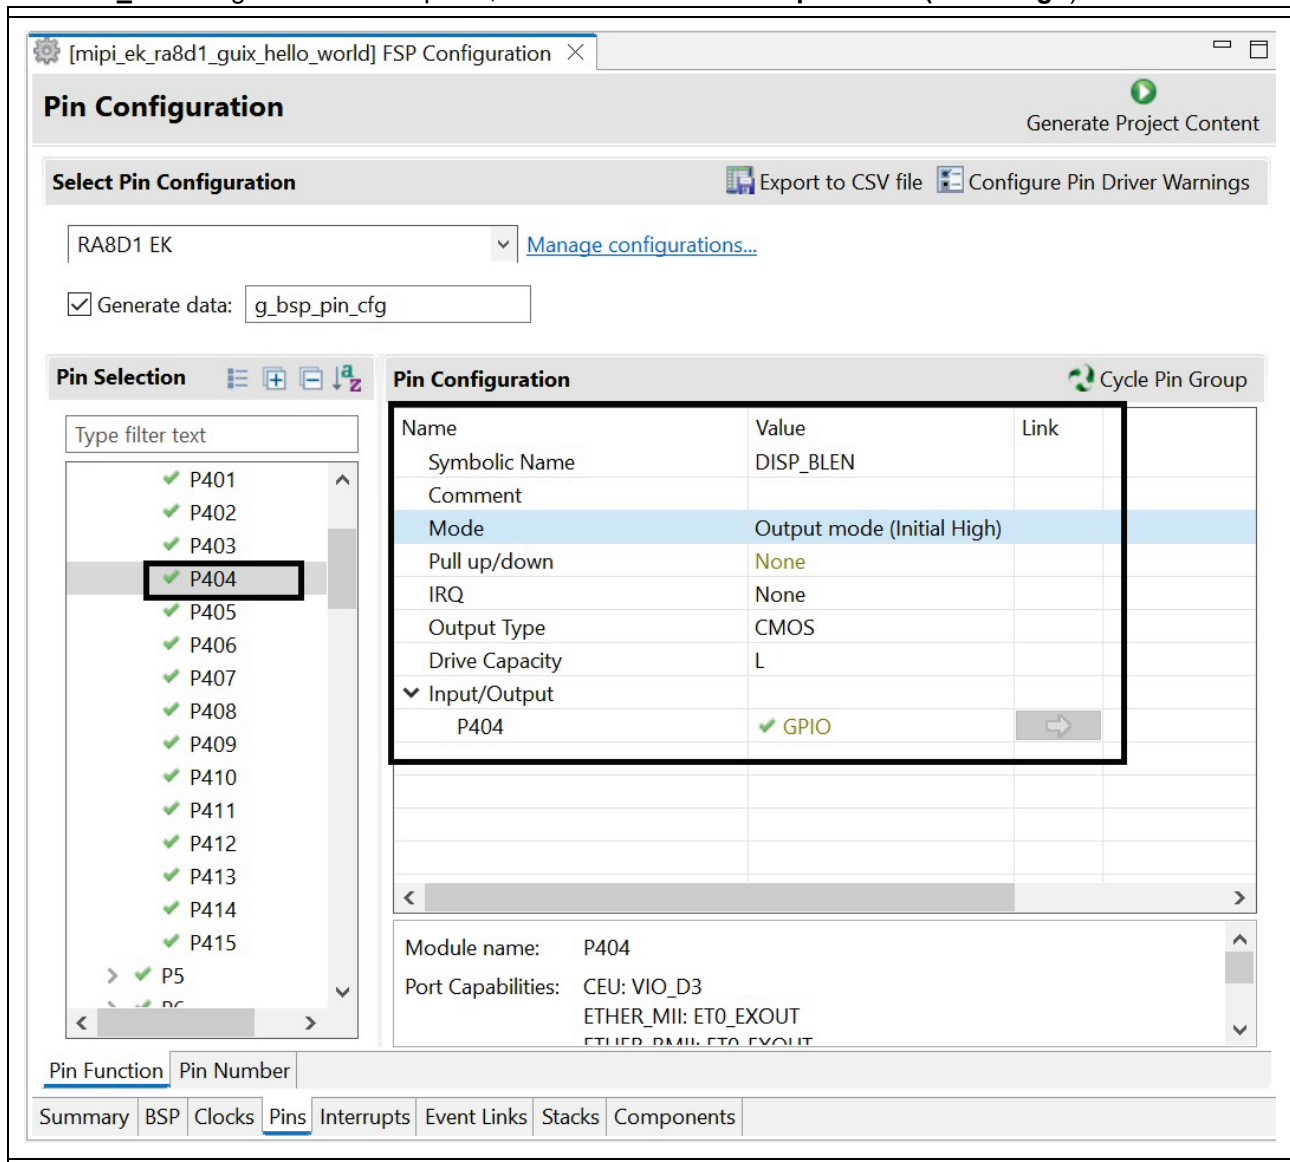 [mipi_ek_ra8d1_guix_hello_world] FSP Configuration
Pin Configuration
Generate Project Content
Select Pin Configuration
Export to CSV file
Configure Pin Driver Warnings
RA8D1 EK
Manage configurations...
Generate data:
g_bsp_pin_cfg
Pin Selection
Type filter text
P401
P402
P403
P404
P405
P406
P407
P408
P409
P410
P411
P412
P413
P414
P415
P5
Pin Configuration
Cycle Pin Group
Name Value Link
Symbolic Name DISP_BLEN
Comment
Mode Output mode (Initial High)
Pull up/down None
IRQ None
Output Type CMOS
Drive Capacity L
Input/Output
P404 GPIO
Module name: P404
Port Capabilities: CEU: VIO_D3
ETHER_MII: ET0_EXOUT
ETHER_RMII: ET0_EXOUT
Pin Function Pin Number
Summary BSP Clocks Pins Interrupts Event Links Stacks Components